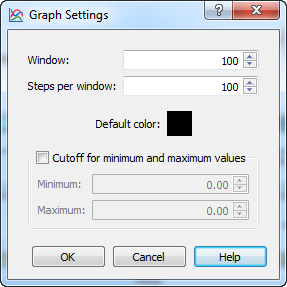 Graph Settings
Window: 100
Steps per window: 100
Default color:
Cutoff for minimum and maximum values
Minimum: 0.00
Maximum: 0.00
OK Cancel Help